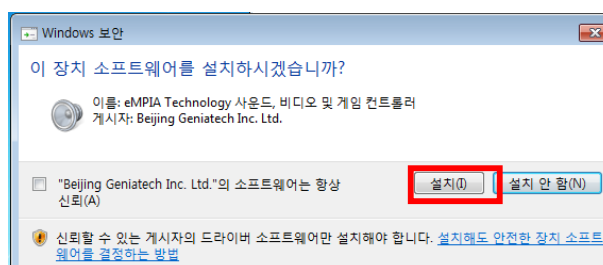 Windows 보안
이 장치 소프트웨어를 설치하시겠습니까?
이름: eMPIA Technology 사운드, 비디오 및 게임 컨트롤러
게시자: Beijing Geniatech Inc. Ltd.
"Beijing Geniatech Inc. Ltd."의 소프트웨어는 항상
신뢰(A)
설치(I) 설치 안 함(N)
신뢰할 수 있는 게시자의 드라이버 소프트웨어만 설치해야 합니다. 설치해도 안전한 장치 소프트
웨어를 결정하는 방법